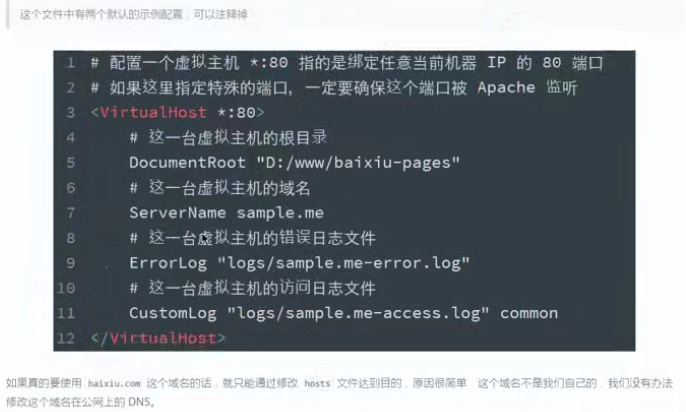 这个文件中有两个默认的示例配置，可以注释掉
1 # 配置一个虚拟主机 *:80 指的是绑定任意当前机器 IP 的 80 端口
2 # 如果这里指定特殊的端口，一定要确保这个端口被 Apache 监听
3 <VirtualHost *:80>
4 # 这一台虚拟主机的根目录
5 DocumentRoot "D:/www/baixiu-pages"
6 # 这一台虚拟主机的域名
7 ServerName sample.me
8 # 这一台虚拟主机的错误日志文件
9 ErrorLog "logs/sample.me-error.log"
10 # 这一台虚拟主机的访问日志文件
11 CustomLog "logs/sample.me-access.log" common
12 </VirtualHost>
如果真的要使用 baixiu.com 这个域名的话，就只能通过修改 hosts 文件达到目的，原因很简单 这个域名不是我们自己的，我们没有办法
修改这个域名在公网上的 DNS。